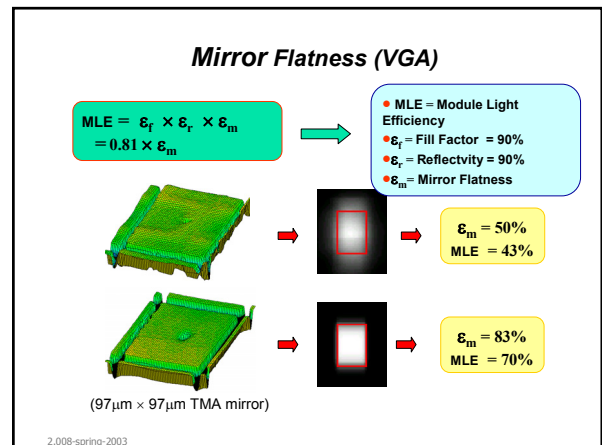 Mirror Flatness (VGA)
MLE = εf × εr × εm
= 0.81 × εm
• MLE = Module Light
Efficiency
•εf = Fill Factor = 90%
•εr = Reflectvity = 90%
•εm= Mirror Flatness
εm = 50%
MLE = 43%
εm = 83%
MLE = 70%
(97μm × 97μm TMA mirror)
2.008-spring-2003